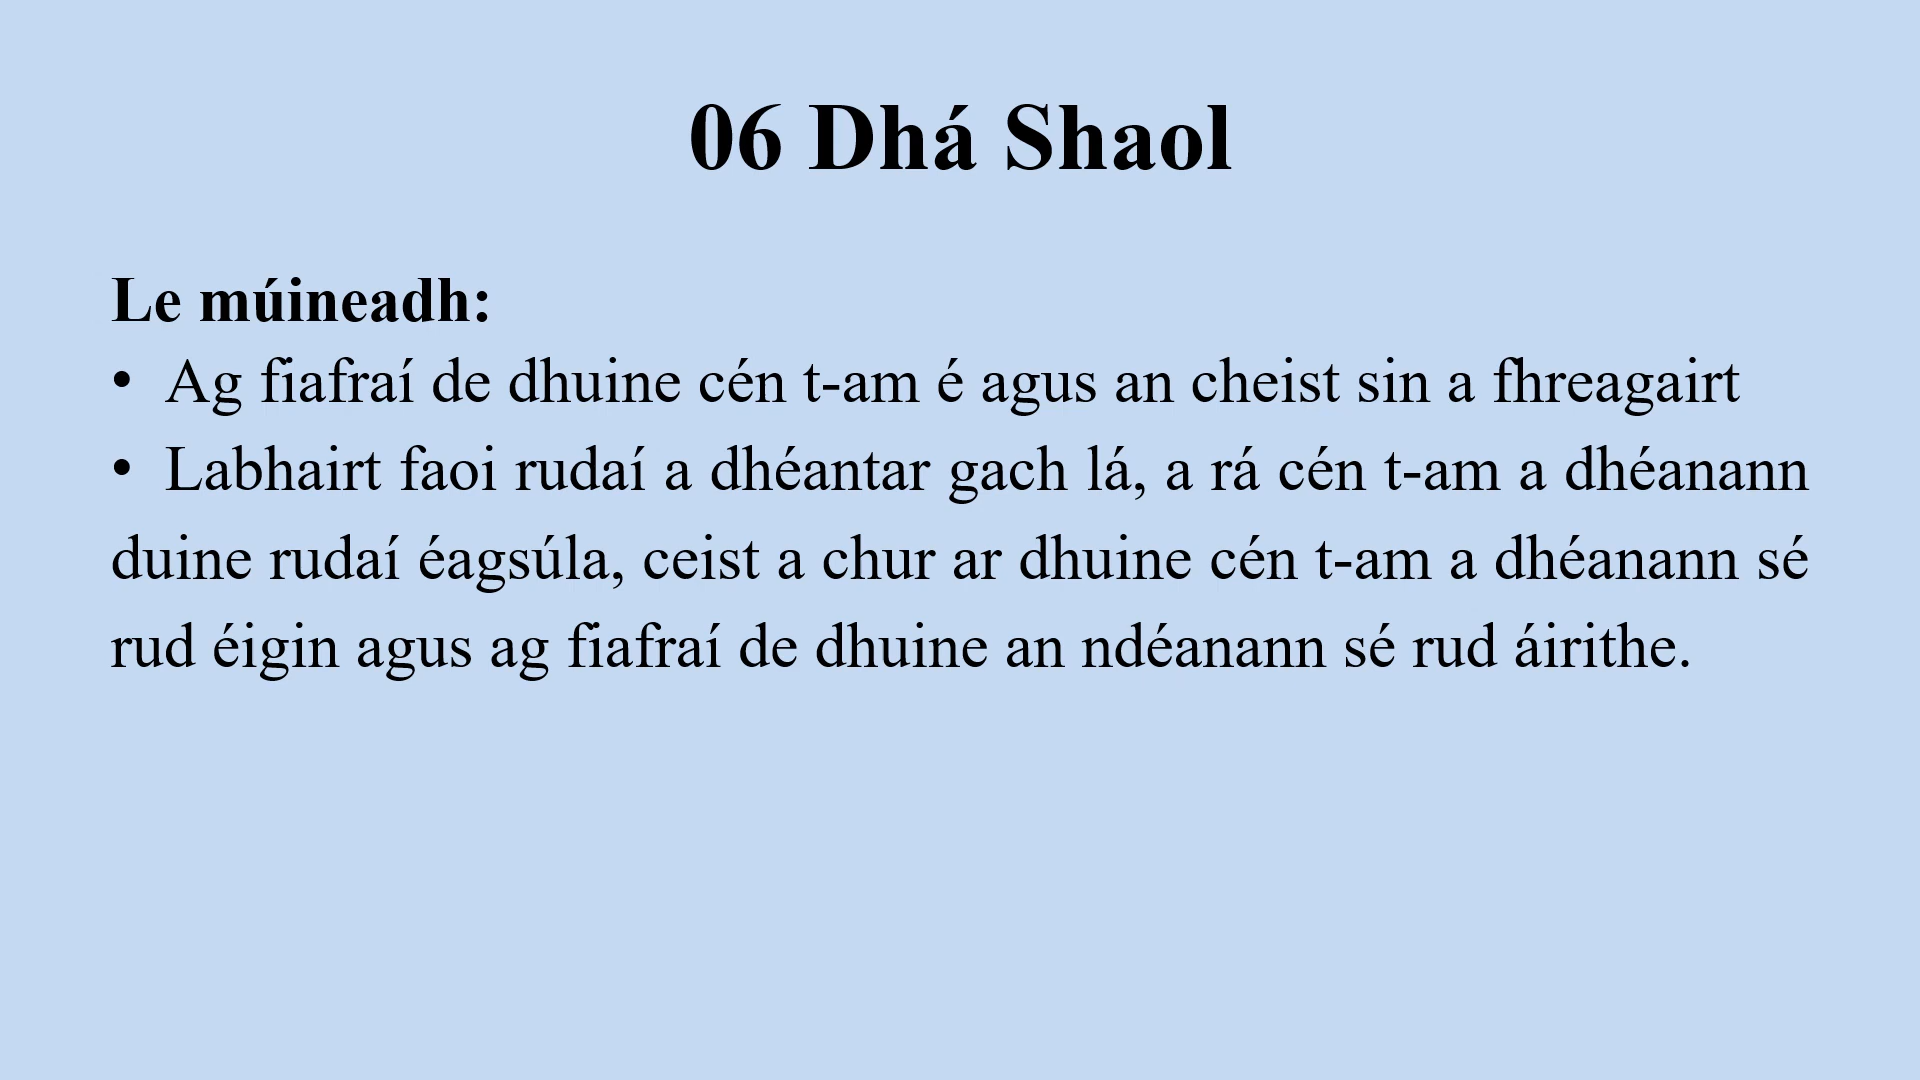 06 Dhá Shaol
Le múineadh:
• Ag fiafraí de dhuine cén t-am é agus an cheist sin a fhreagairt
• Labhairt faoi rudaí a dhéantar gach lá, a rá cén t-am a dhéanann
duine rudaí éagsúla, ceist a chur ar dhuine cén t-am a dhéanann sé
rud éigin agus ag fiafraí de dhuine an ndéanann sé rud áirithe.